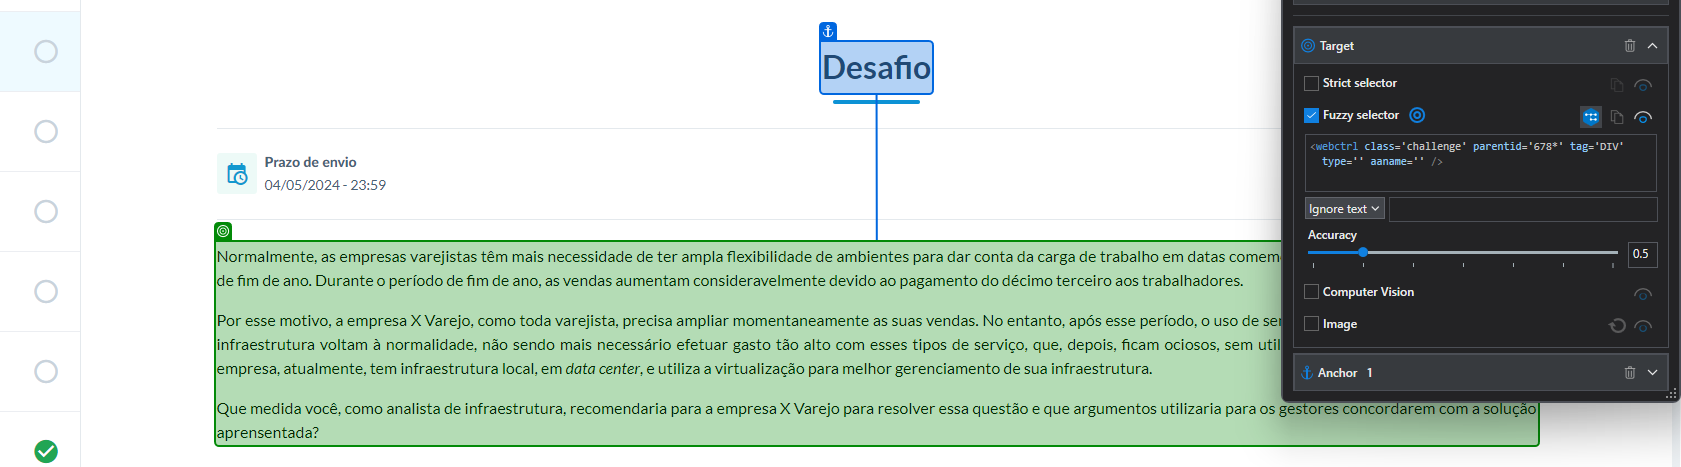 Desafio
Prazo de envio
04/05/2024 - 23:59
Normalmente, as empresas varejistas têm mais necessidade de ter ampla flexibilidade de ambientes para dar conta da carga de trabalho em datas
de fim de ano. Durante o período de fim de ano, as vendas aumentam consideravelmente devido ao pagamento do décimo terceiro aos trabalhadores.
Por esse motivo, a empresa X Varejo, como toda varejista, precisa ampliar momentaneamente as suas vendas. No entanto, após esse período, o uso de
infraestrutura voltam à normalidade, não sendo mais necessário efetuar gasto tão alto com esses tipos de serviço, que, depois, ficam ociosos, sem
empresa, atualmente, tem infraestrutura local, em data center, e utiliza a virtualização para melhor gerenciamento de sua infraestrutura.
Que medida você, como analista de infraestrutura, recomendaria para a empresa X Varejo para resolver essa questão e que argumentos utilizaria para os gestores concordarem com a solução
aprensentada?
Target
Strict selector
Fuzzy selector
<webctrl class='challenge' parentid='678*' tag='DIV'
type='' aaname='' />
Ignore text
Accuracy
0.5
Computer Vision
Image
Anchor 1